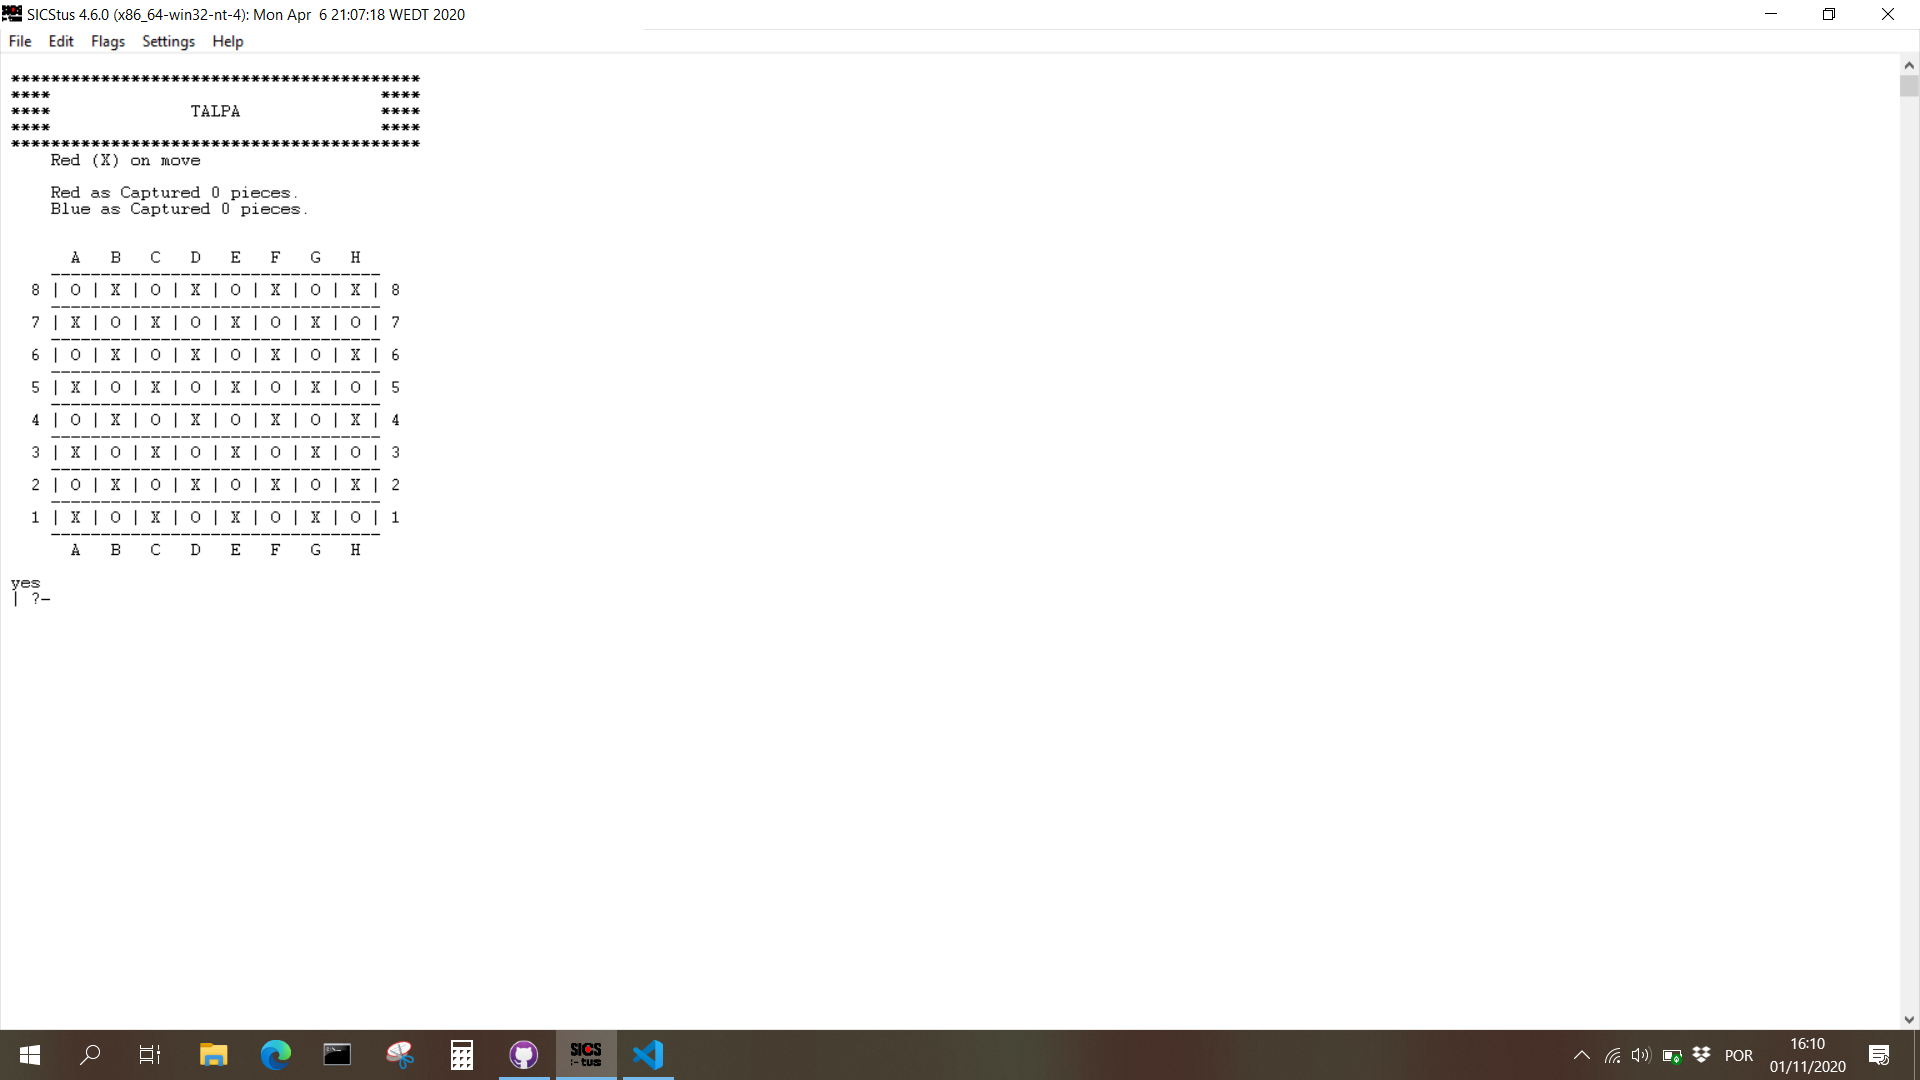 SICStus 4.6.0 (x86_64-win32-nt-4): Mon Apr  6 21:07:18 WEDT 2020
File Edit Flags Settings Help
*****************************************
****                                 ****
****              TALPA              ****
****                                 ****
*****************************************
Red (X) on move
Red as Captured 0 pieces.
Blue as Captured 0 pieces.
A   B   C   D   E   F   G   H
---------------------------------
8 | O | X | O | X | O | X | O | X | 8
---------------------------------
7 | X | O | X | O | X | O | X | O | 7
---------------------------------
6 | O | X | O | X | O | X | O | X | 6
---------------------------------
5 | X | O | X | O | X | O | X | O | 5
---------------------------------
4 | O | X | O | X | O | X | O | X | 4
---------------------------------
3 | X | O | X | O | X | O | X | O | 3
---------------------------------
2 | O | X | O | X | O | X | O | X | 2
---------------------------------
1 | X | O | X | O | X | O | X | O | 1
---------------------------------
A   B   C   D   E   F   G   H
yes
| ?-
SICS
:-tus
POR
16:10
01/11/2020